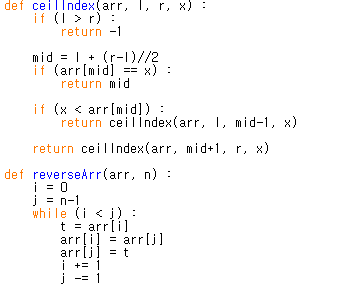 def ceilIndex(arr, l, r, x) :
    if (l > r) :
        return -1

    mid = l + (r-l)//2
    if (arr[mid] == x) :
        return mid

    if (x < arr[mid]) :
        return ceilIndex(arr, l, mid-1, x)

    return ceilIndex(arr, mid+1, r, x)

def reverseArr(arr, n) :
    i = 0
    j = n-1
    while (i < j) :
        t = arr[i]
        arr[i] = arr[j]
        arr[j] = t
        i += 1
        j -= 1